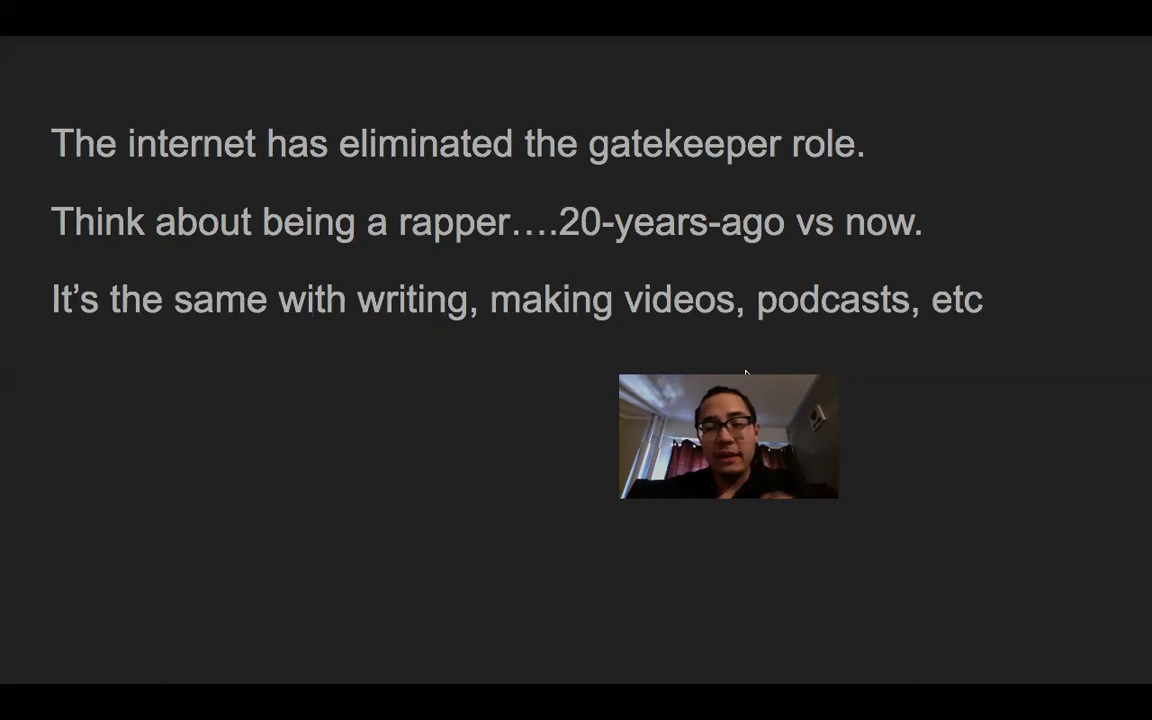 The internet has eliminated the gatekeeper role.
Think about being a rapper….20-years-ago vs now.
It’s the same with writing, making videos, podcasts, etc